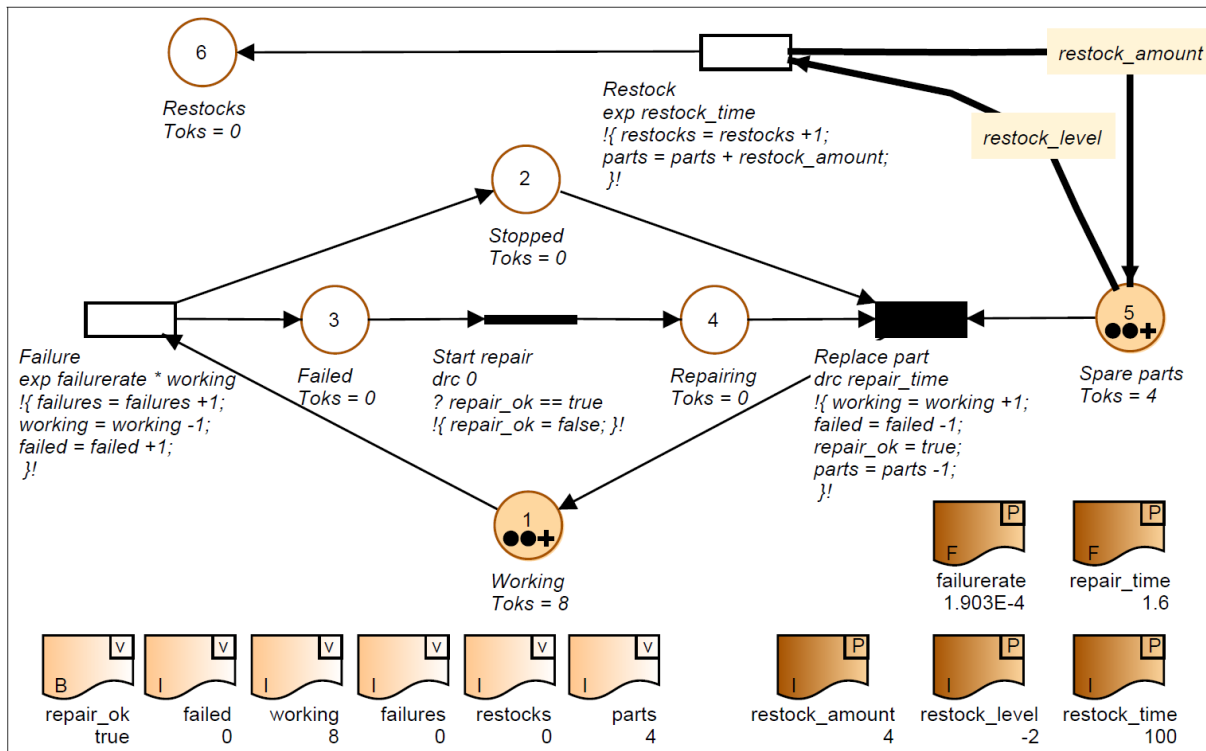 6
Restocks
Toks = 0
Restock
exp restock_time
!{ restocks = restocks +1;
parts = parts + restock_amount;
}!
restock_amount
restock_level
2
Stopped
Toks = 0
Failure
exp failurerate * working
!{ failures = failures +1;
working = working -1;
failed = failed +1;
}!
3
Failed
Toks = 0
Start repair
drc 0
? repair_ok == true
!{ repair_ok = false; }!
4
Repairing
Toks = 0
Replace part
drc repair_time
!{ working = working +1;
failed = failed -1;
repair_ok = true;
parts = parts -1;
}!
5
Spare parts
Toks = 4
1
Working
Toks = 8
P
F
failurerate
1.903E-4
P
F
repair_time
1.6
v
B
repair_ok
true
v
I
failed
0
v
I
working
8
v
I
failures
0
v
I
restocks
0
v
I
parts
4
P
I
restock_amount
4
P
I
restock_level
-2
P
I
restock_time
100